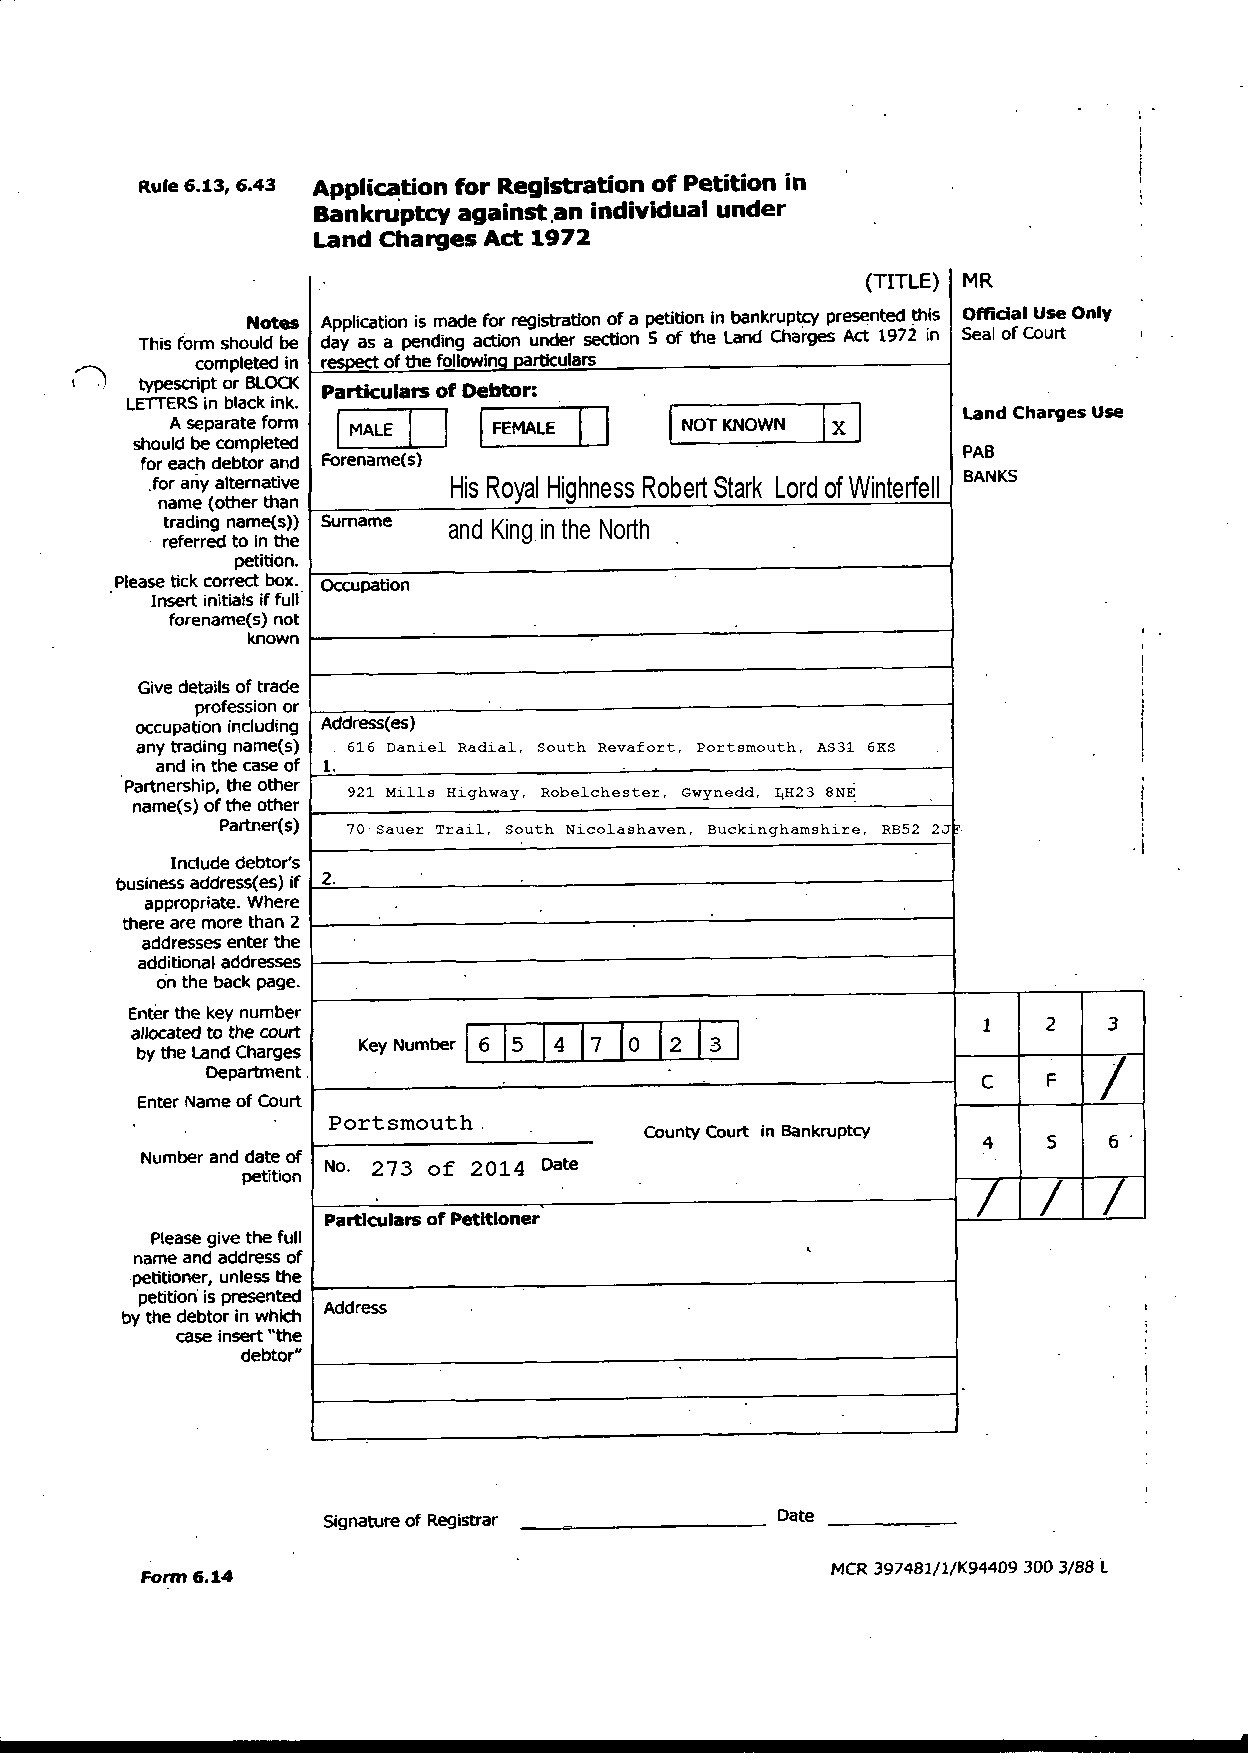 Rule 6.13, 6.43
Application for Registration of Petition in
Bankruptcy against an individual under
Land Charges Act 1972
(TITLE) MR
Notes
This form should be
completed in
typescript or BLOCK
LETTERS in black ink.
A separate form
should be completed
for each debtor and
for any alternative
name (other than
trading name(s))
referred to in the
petition.
Please tick correct box.
Insert initials if full
forename(s) not
known
Give details of trade
profession or
occupation including
any trading name(s)
and in the case of
Partnership, the other
name(s) of the other
Partner(s)
Include debtor's
business address(es) if
appropriate. Where
there are more than 2
addresses enter the
additional addresses
on the back page.
Enter the key number
allocated to the court
by the Land Charges
Department
Enter Name of Court
Number and date of
petition
Please give the full
name and address of
petitioner, unless the
petition is presented
by the debtor in which
case insert "the
debtor"
Application is made for registration of a petition in bankruptcy presented this
day as a pending action under section 5 of the Land Charges Act 1972 in
respect of the following particulars
Particulars of Debtor:
MALE FEMALE NOT KNOWN X
Forename(s)
His Royal Highness Robert Stark Lord of Winterfell
Surname and King in the North
Occupation
Address(es)
616 Daniel Radial, South Revafort, Portsmouth, AS31 6KS
1.
921 Mills Highway, Robelchester, Gwynedd, LH23 8NE
70 Sauer Trail, South Nicolashaven, Buckinghamshire, RB52 2JF
2.
Key Number 6 5 4 7 0 2 3
Portsmouth
County Court in Bankruptcy
No. 273 of 2014 Date
Particulars of Petitioner
Address
Official Use Only
Seal of Court
Land Charges Use
PAB
BANKS
1 2 3
C F /
4 5 6
/ / /
Signature of Registrar Date
Form 6.14
MCR 397481/1/K94409 300 3/88 L